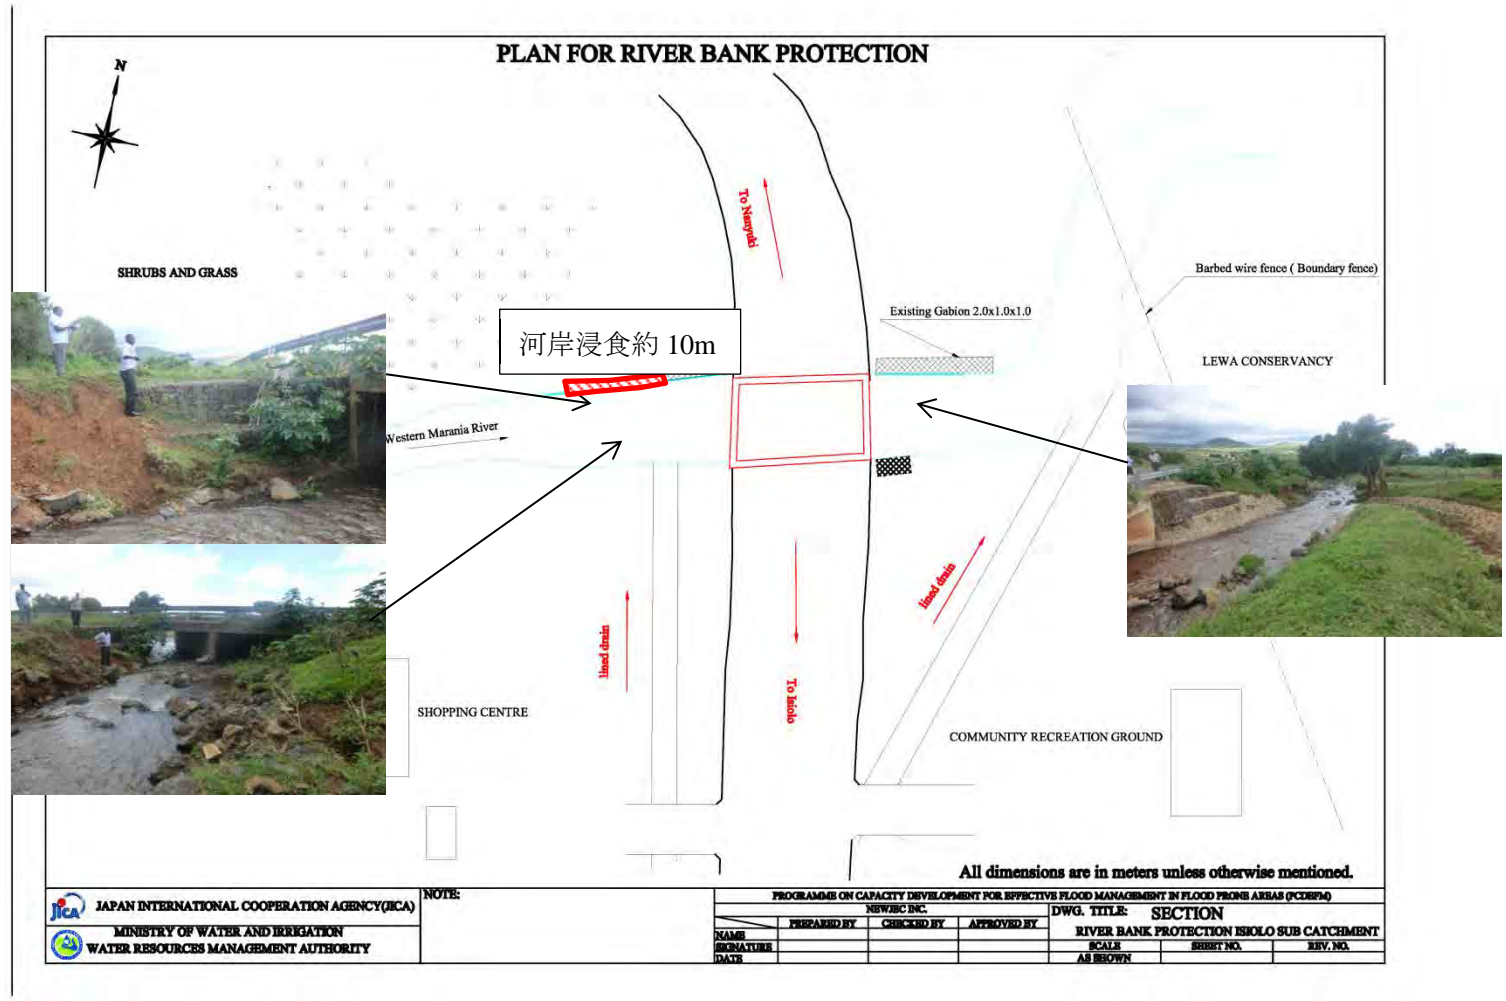 PLAN FOR RIVER BANK PROTECTION
N
To Nanyuki
SHRUBS AND GRASS
Barbed wire fence ( Boundary fence)
Existing Gabion 2.0x1.0x1.0
河岸浸食約 10m
LEWA CONSERVANCY
Western Marania River
lined drain
lined drain
To Isiolo
SHOPPING CENTRE
COMMUNITY RECREATION GROUND
All dimensions are in meters unless otherwise mentioned.
JICA
JAPAN INTERNATIONAL COOPERATION AGENCY(JICA)
MINISTRY OF WATER AND IRRIGATION
WATER RESOURCES MANAGEMENT AUTHORITY
NOTE:
PROGRAMME ON CAPACITY DEVELOPMENT FOR EFFECTIVE FLOOD MANAGEMENT IN FLOOD PRONE AREAS (PCDEFM)
NEWJEC INC.
PREPARED BY CHECKED BY APPROVED BY
NAME
SIGNATURE
DATE
DWG. TITLE: SECTION
RIVER BANK PROTECTION ISIOLO SUB CATCHMENT
SCALE SHEET NO. REV. NO.
AS SHOWN